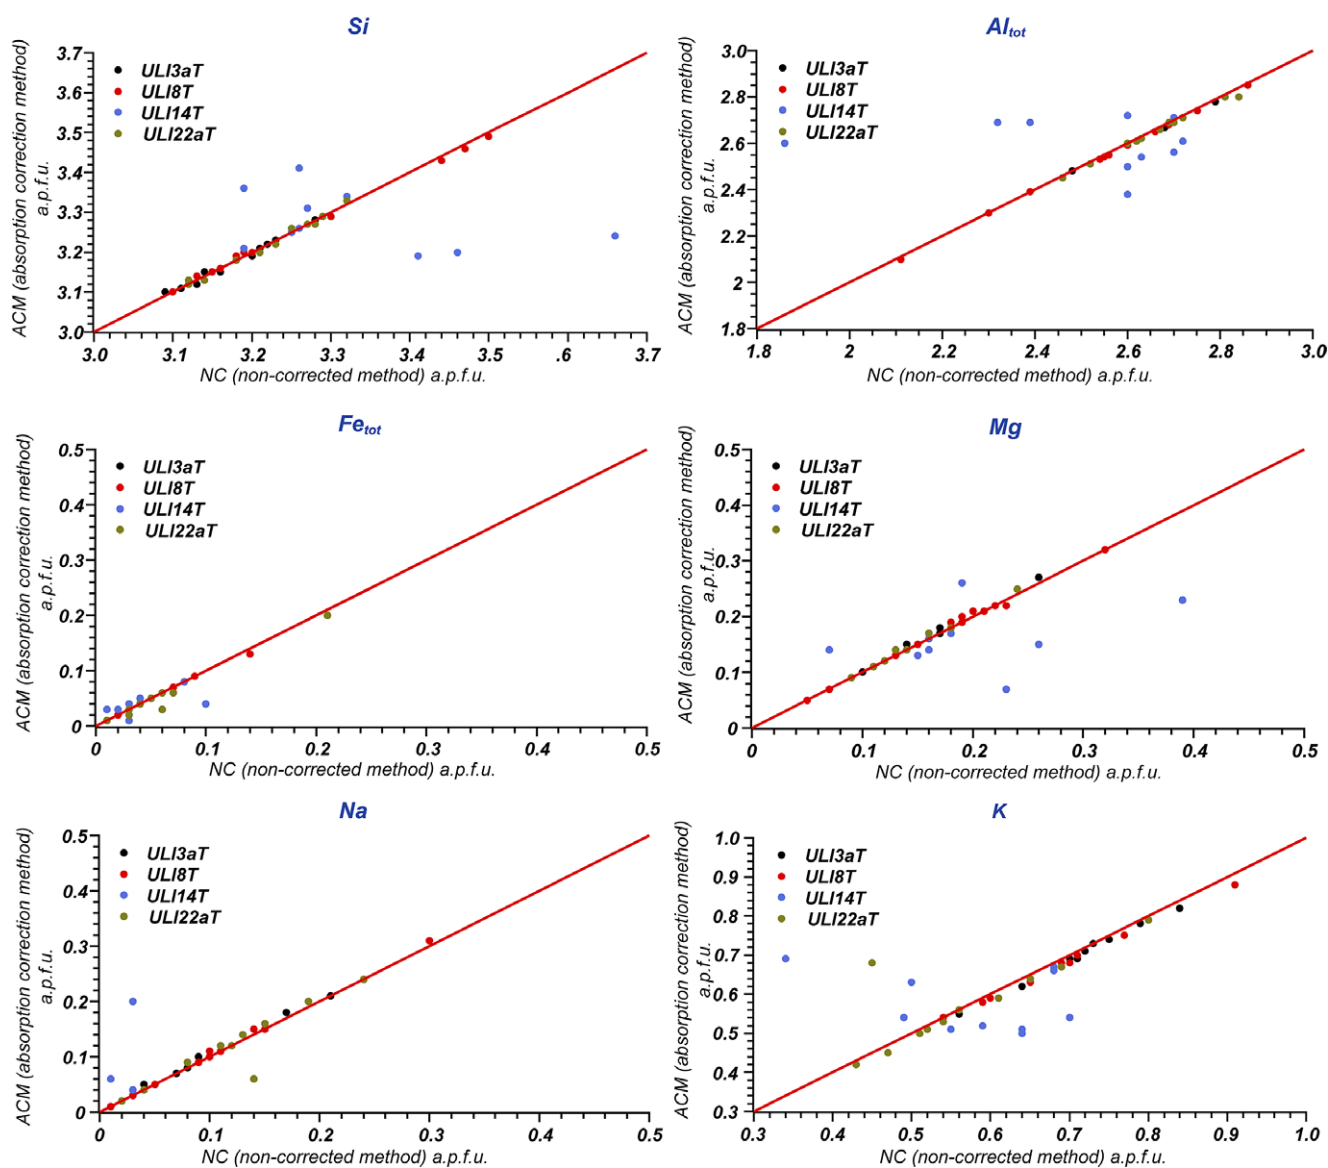 Si
ACM (absorption correction method)
a.p.f.u.
3.7
3.6
3.5
3.4
3.3
3.2
3.1
3.0
ULI3aT
ULI8T
ULI14T
ULI22aT
3.0
3.1
3.2
3.3
3.4
3.5
.6
3.7
NC (non-corrected method) a.p.f.u.
Al tot
ACM (absorption correction method)
a.p.f.u.
3.0
2.8
2.6
2.4
2.2
2
1.8
ULI3aT
ULI8T
ULI14T
ULI22aT
1.8
2
2.2
2.4
2.6
2.8
3.0
NC (non-corrected method) a.p.f.u.
Fe tot
ACM (absorption correction method)
a.p.f.u.
0.5
0.4
0.3
0.2
0.1
0
ULI3aT
ULI8T
ULI14T
ULI22aT
0
0.1
0.2
0.3
0.4
0.5
NC (non-corrected method) a.p.f.u.
Mg
ACM (absorption correction method)
a.p.f.u.
0.5
0.4
0.3
0.2
0.1
0
ULI3aT
ULI8T
ULI14T
ULI22aT
0
0.1
0.2
0.3
0.4
0.5
NC (non-corrected method) a.p.f.u.
Na
ACM (absorption correction method)
a.p.f.u.
0.5
0.4
0.3
0.2
0.1
0
ULI3aT
ULI8T
ULI14T
ULI22aT
0
0.1
0.2
0.3
0.4
0.5
NC (non-corrected method) a.p.f.u.
K
ACM (absorption correction method)
a.p.f.u.
1.0
0.9
0.8
0.7
0.6
0.5
0.4
0.3
ULI3aT
ULI8T
ULI14T
ULI22aT
0.3
0.4
0.5
0.6
0.7
0.8
0.9
1.0
NC (non-corrected method) a.p.f.u.